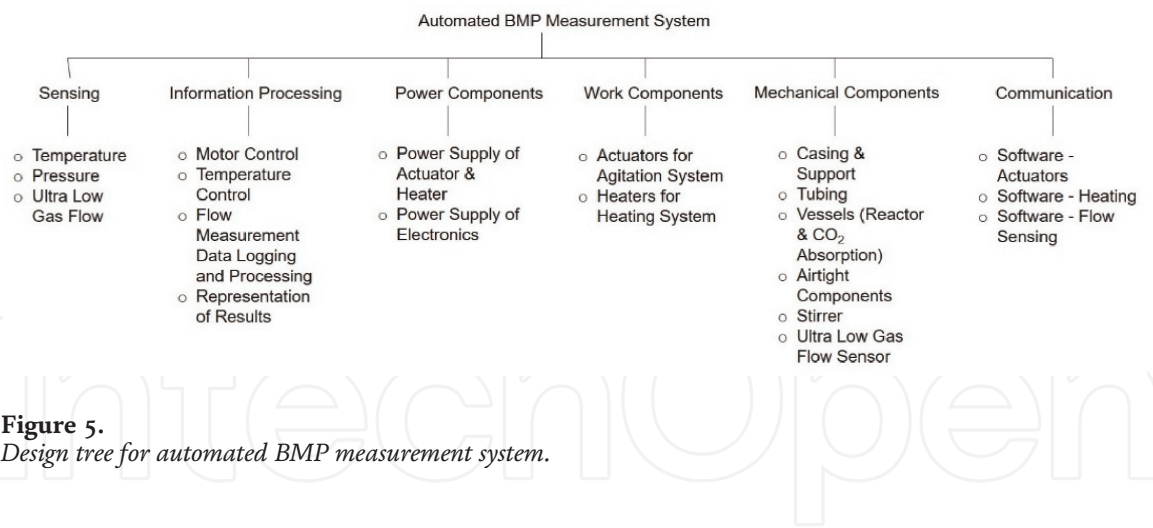 Automated BMP Measurement System
Sensing
o Temperature
o Pressure
o Ultra Low
Gas Flow
Information Processing
o Motor Control
o Temperature
Control
o Flow
Measurement
Data Logging
and Processing
o Representation
of Results
Power Components
o Power Supply of
Actuator &
Heater
o Power Supply of
Electronics
Work Components
o Actuators for
Agitation System
o Heaters for
Heating System
Mechanical Components
o Casing &
Support
o Tubing
o Vessels (Reactor
& CO₂
Absorption)
o Airtight
Components
o Stirrer
o Ultra Low Gas
Flow Sensor
Communication
o Software -
Actuators
o Software - Heating
o Software - Flow
Sensing
IntechOpen
Figure 5.
Design tree for automated BMP measurement system.